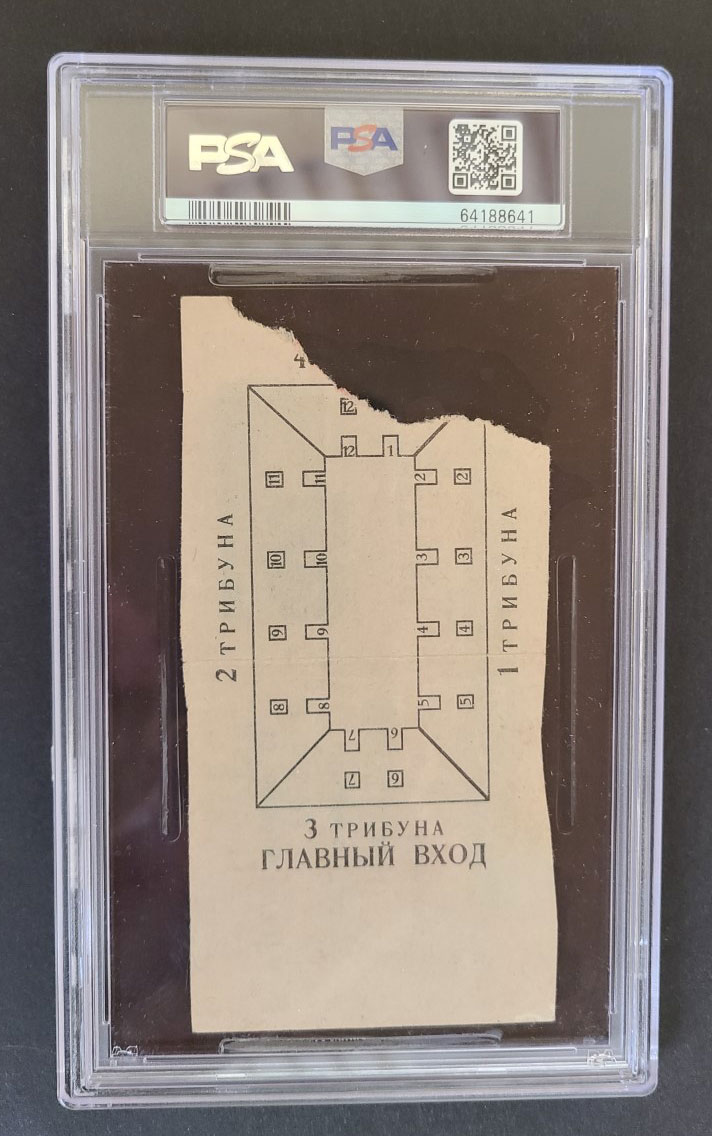 PSA PSA
64188641
4
12
12 1
11 11 2 2
10 10 3 3
9 9 4 4
8 8 5 5
7 6
7 6
2 ТРИБУНА
1 ТРИБУНА
3 ТРИБУНА
ГЛАВНЫЙ ВХОД